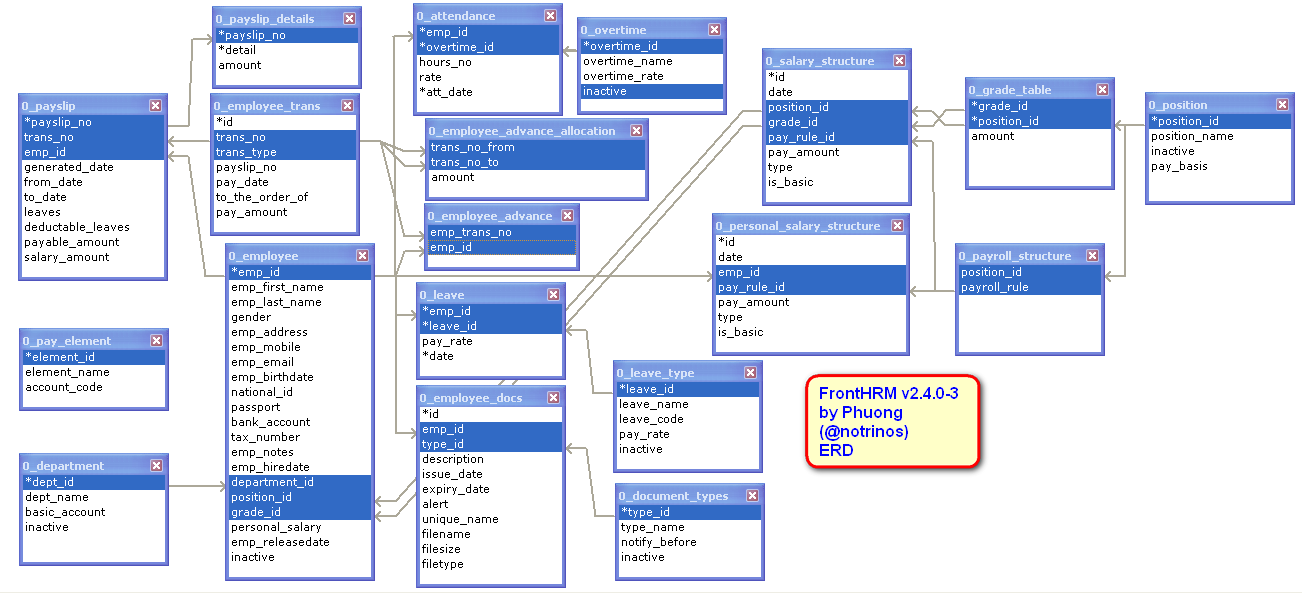 0_payslip_details
*payslip_no
*detail
amount
0_attendance
*emp_id
*overtime_id
hours_no
rate
*att_date
0_overtime
*overtime_id
overtime_name
overtime_rate
inactive
0_salary_structure
*id
date
position_id
grade_id
pay_rule_id
pay_amount
type
is_basic
0_grade_table
*grade_id
*position_id
amount
0_position
*position_id
position_name
inactive
pay_basis
0_payslip
*payslip_no
trans_no
emp_id
generated_date
from_date
to_date
leaves
deductable_leaves
payable_amount
salary_amount
0_employee_trans
*id
trans_no
trans_type
payslip_no
pay_date
to_the_order_of
pay_amount
0_employee_advance_allocation
trans_no_from
trans_no_to
amount
0_employee_advance
emp_trans_no
emp_id
0_personal_salary_structure
*id
date
emp_id
pay_rule_id
pay_amount
type
is_basic
0_payroll_structure
position_id
payroll_rule
0_employee
*emp_id
emp_first_name
emp_last_name
gender
emp_address
emp_mobile
emp_email
emp_birthdate
national_id
passport
bank_account
tax_number
emp_notes
emp_hiredate
department_id
position_id
grade_id
personal_salary
emp_releasedate
inactive
0_leave
*emp_id
*leave_id
pay_rate
*date
0_pay_element
*element_id
element_name
account_code
0_leave_type
*leave_id
leave_name
leave_code
pay_rate
inactive
0_employee_docs
*id
emp_id
type_id
description
issue_date
expiry_date
alert
unique_name
filename
filesize
filetype
FrontHRM v2.4.0-3
by Phuong
(@notrinos)
ERD
0_department
*dept_id
dept_name
basic_account
inactive
0_document_types
*type_id
type_name
notify_before
inactive